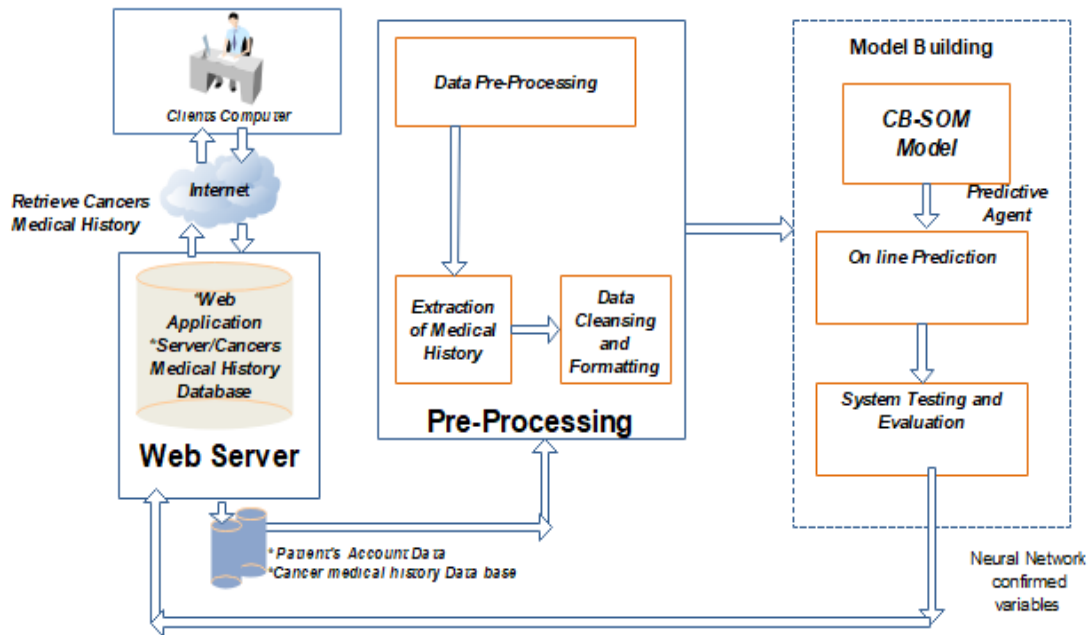 Clients Computer
Internet
Retrieve Cancers
Medical History
*Web
Application
*Server/Cancers
Medical History
Database
Web Server
* Patient's Account Data
*Cancer medical history Data base
Data Pre-Processing
Extraction
of Medical
History
Data
Cleansing
and
Formatting
Pre-Processing
Model Building
CB-SOM
Model
Predictive
Agent
On line Prediction
System Testing and
Evaluation
Neural Network
confirmed
variables